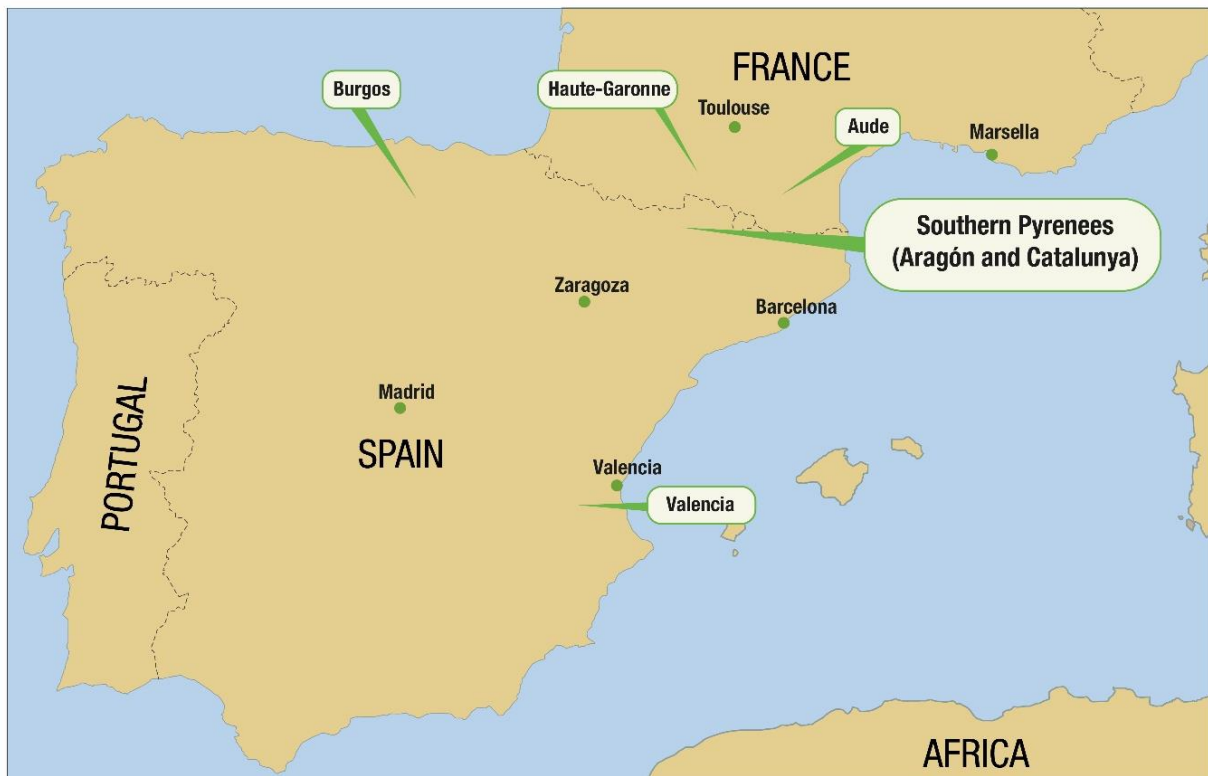 FRANCE
Burgos
Haute-Garonne
Toulouse
Aude
Marsella
Southern Pyrenees
(Aragón and Catalunya)
Zaragoza
Barcelona
Madrid
PORTUGAL
SPAIN
Valencia
Valencia
AFRICA